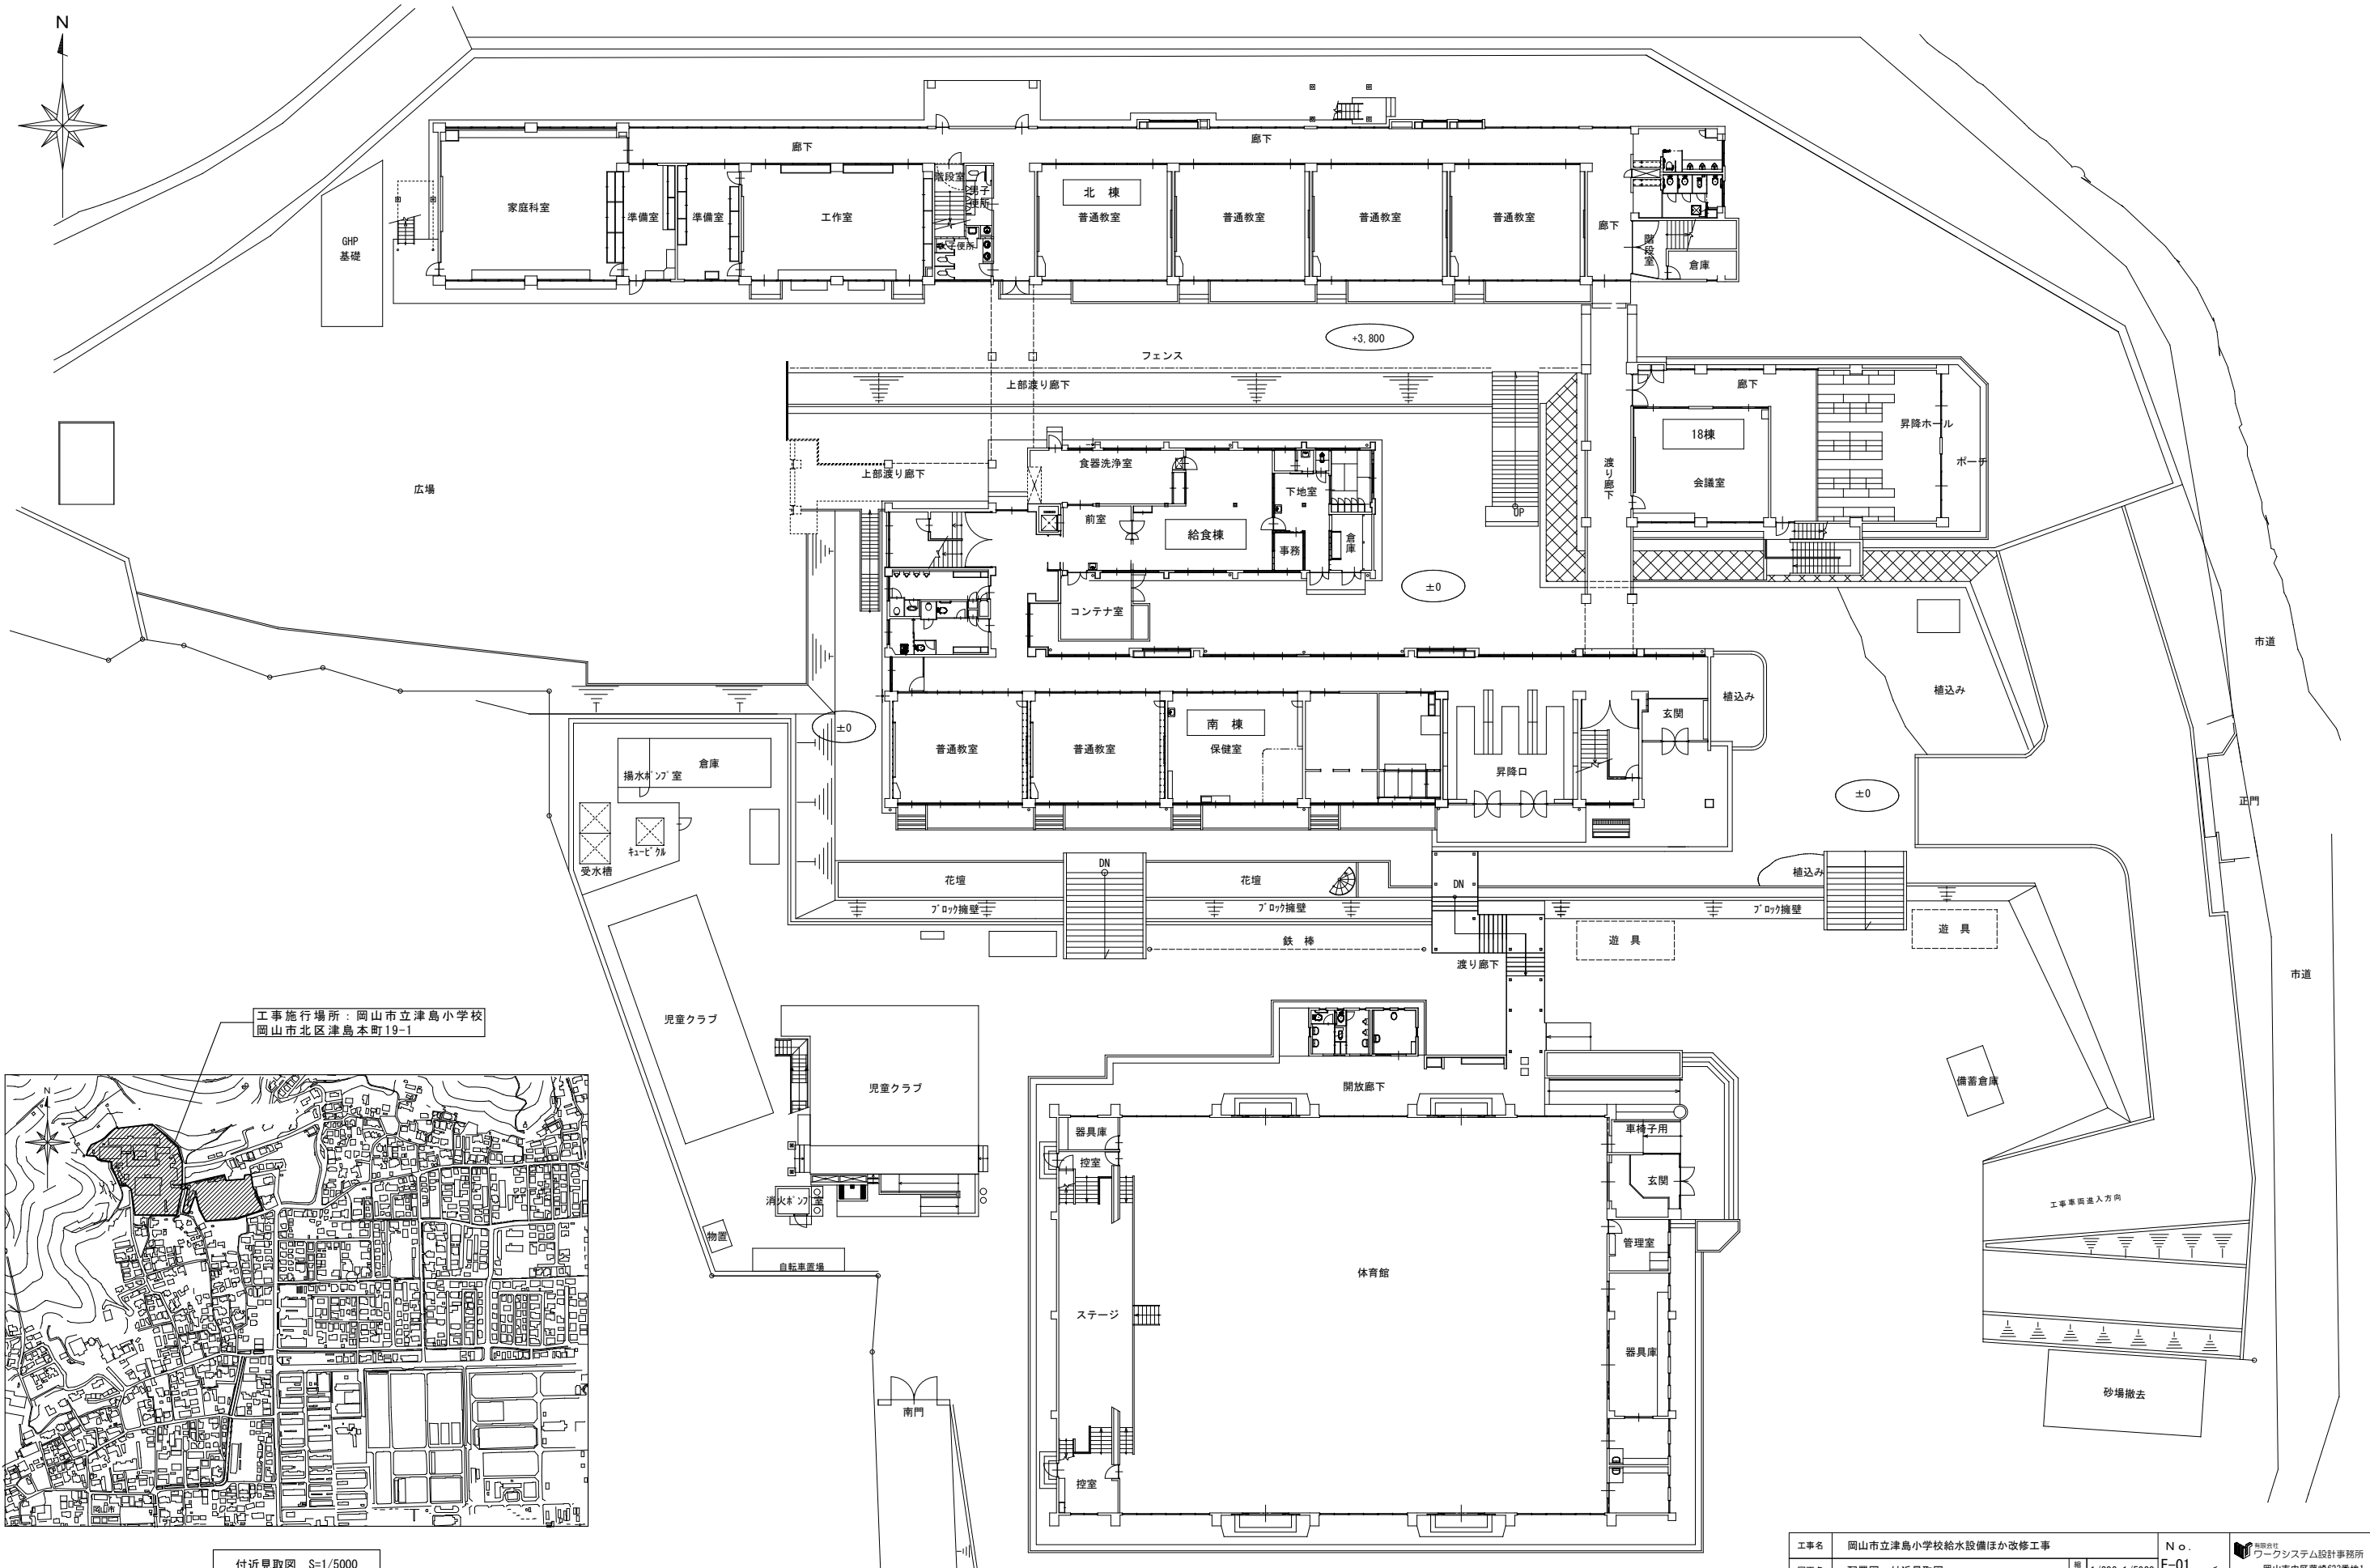 N
廊下
廊下
階段室
男子
便所
北 棟
家庭科室
準備室
準備室
工作室
女子便所
普通教室
普通教室
普通教室
普通教室
廊下
階段室
倉庫
GHP
基礎
+3,800
フェンス
上部渡り廊下
廊下
18棟
昇降ホール
ポーチ
会議室
渡り廊下
UP
広場
上部渡り廊下
食器洗浄室
下地室
前室
給食棟
事務
倉庫
コンテナ室
±0
市道
植込み
植込み
玄関
±0
南 棟
普通教室
普通教室
保健室
昇降口
倉庫
揚水ポンプ室
キュービクル
受水槽
±0
正門
DN
DN
花壇
花壇
植込み
ブロック擁壁
ブロック擁壁
ブロック擁壁
遊 具
遊 具
鉄 棒
渡り廊下
市道
工事施行場所：岡山市立津島小学校
岡山市北区津島本町19-1
児童クラブ
児童クラブ
開放廊下
備蓄倉庫
器具庫
控室
車椅子用
玄関
消火ポンプ室
物置
自転車置場
管理室
工事車両進入方向
体育館
ステージ
器具庫
砂場撤去
南門
控室
N
岡山市
付近見取図 S=1/5000
工事名 岡山市立津島小学校給水設備ほか改修工事
No.
有限会社
ワークシステム設計事務所